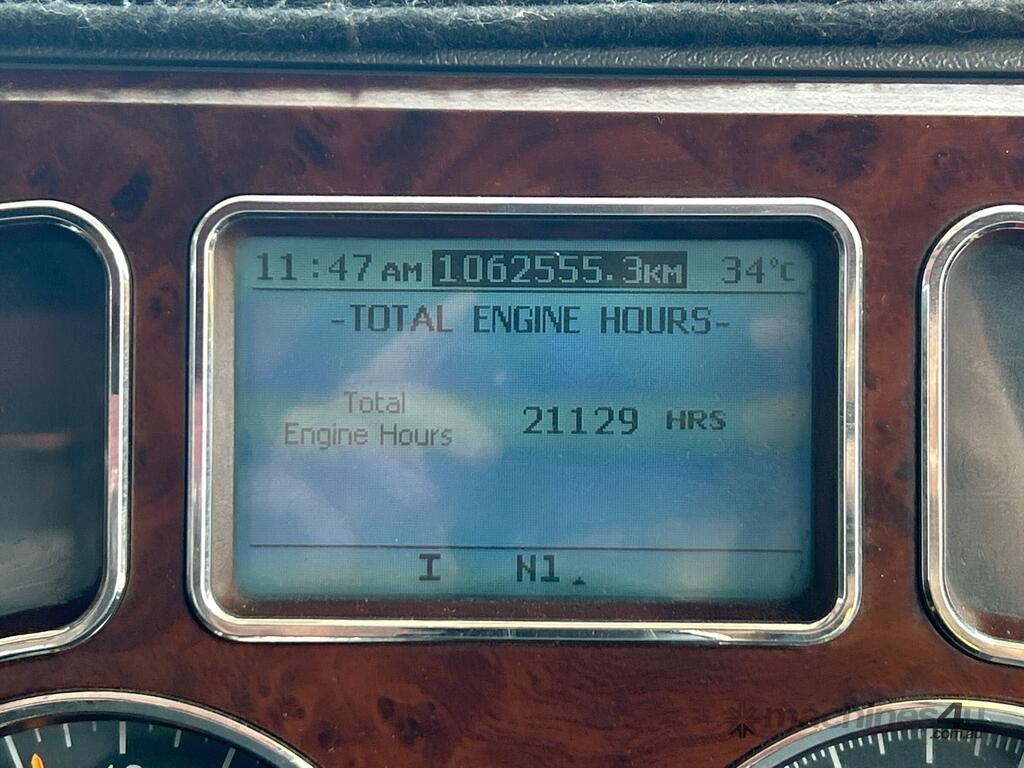 11:47 AM 1062555.3KM 34°C
-TOTAL ENGINE HOURS-
Total
Engine Hours
21129 HRS
I N1
machines4u
.com.au